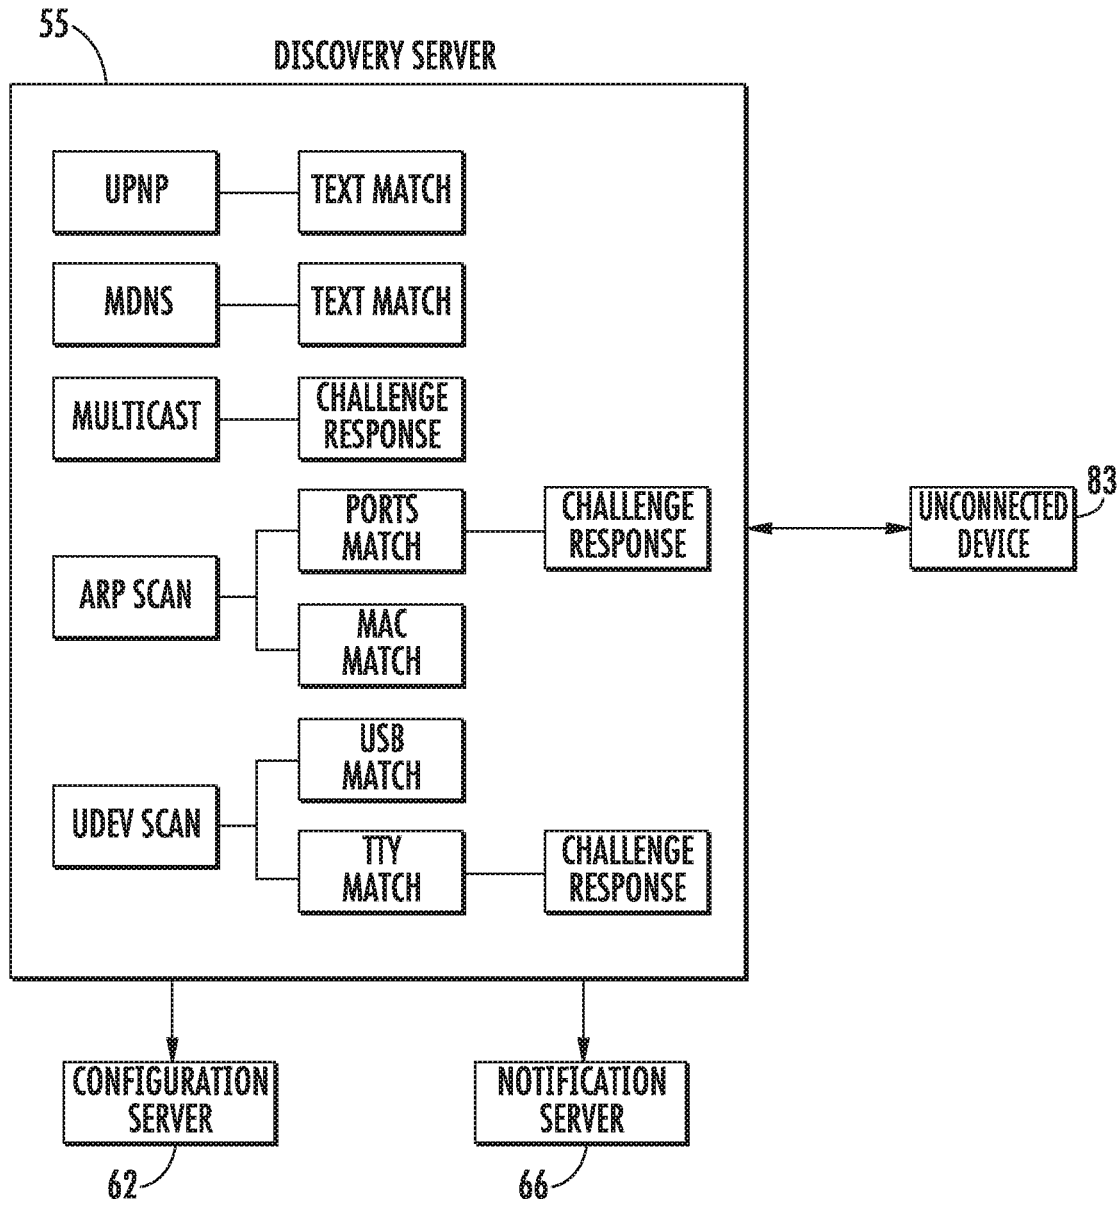 55
DISCOVERY SERVER
UPNP
TEXT MATCH
MDNS
TEXT MATCH
MULTICAST
CHALLENGE
RESPONSE
ARP SCAN
PORTS
MATCH
CHALLENGE
RESPONSE
MAC
MATCH
UNCONNECTED
DEVICE
83
UDEV SCAN
USB
MATCH
TTY
MATCH
CHALLENGE
RESPONSE
CONFIGURATION
SERVER
62
NOTIFICATION
SERVER
66